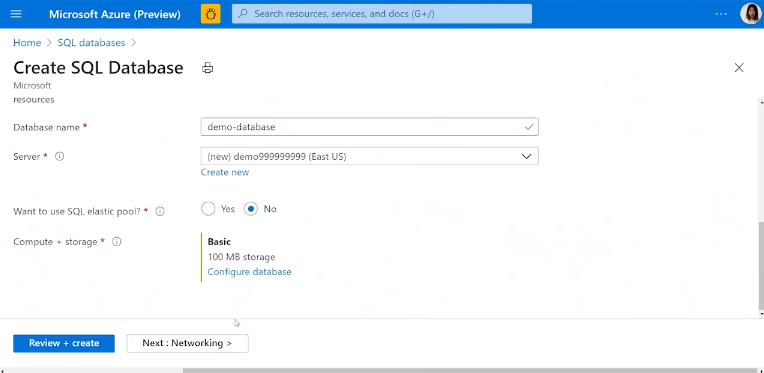 Microsoft Azure (Preview)
Search resources, services, and docs (G+/)
Home > SQL databases >
Create SQL Database
Microsoft
resources
Database name *
demo-database
Server *
(new) demo999999999 (East US)
Create new
Want to use SQL elastic pool? *
Yes No
Compute + storage *
Basic
100 MB storage
Configure database
Review + create
Next : Networking >